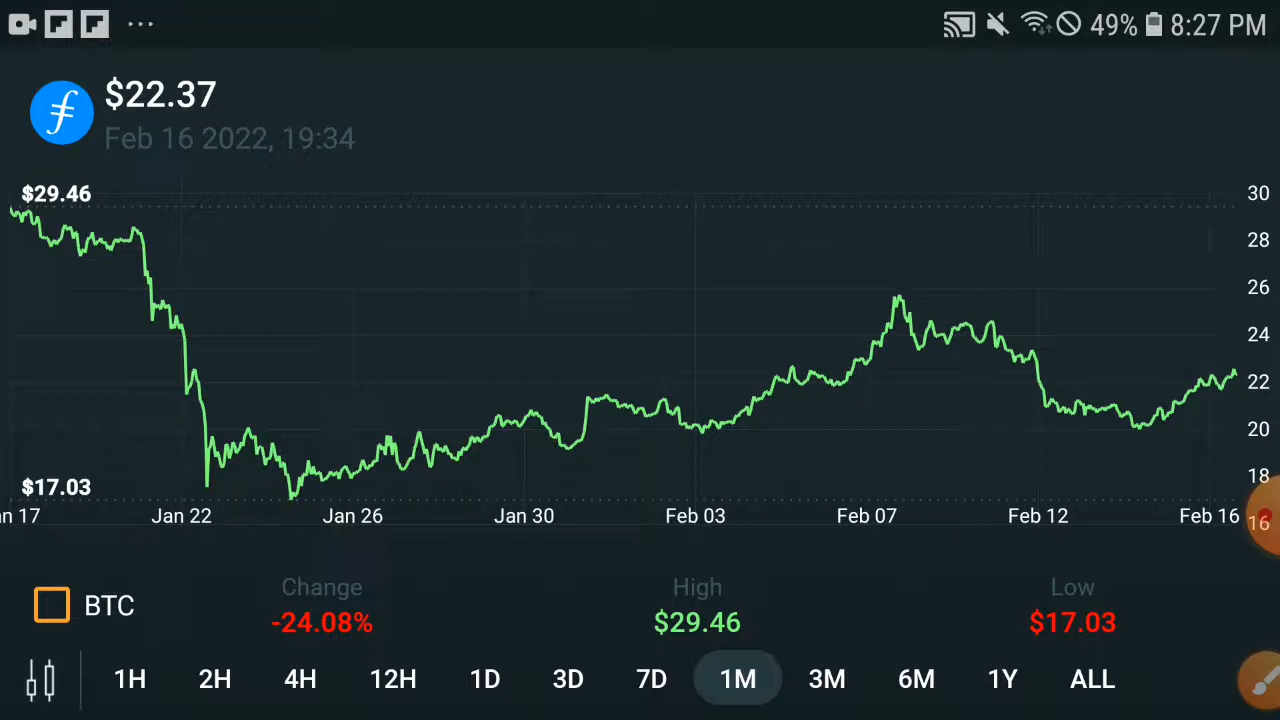 49% 8:27 PM
$22.37
Feb 16 2022, 19:34
$29.46
30
28
26
24
22
20
18
16
$17.03
an 17 Jan 22 Jan 26 Jan 30 Feb 03 Feb 07 Feb 12 Feb 16
BTC
Change High Low
-24.08% $29.46 $17.03
1H 2H 4H 12H 1D 3D 7D 1M 3M 6M 1Y ALL